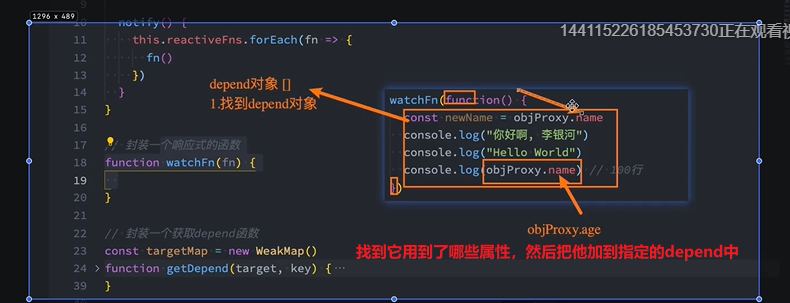 1296 x 489
144115226185453730正在观看视
10 notify() {
11 this.reactiveFns.forEach(fn => {
12 fn()
13 })
14 }
15 }
16
17 // 封装一个响应式的函数
18 function watchFn(fn) {
19
20 }
21
22 // 封装一个获取depend函数
23 const targetMap = new WeakMap()
24 > function getDepend(target, key) { ...
39 }
depend对象 []
1.找到depend对象
watchFn(function() {
const newName = objProxy.name
console.log("你好啊, 李银河")
console.log("Hello World")
console.log(objProxy.name) // 100行
})
objProxy.age
找到它用到了哪些属性，然后把他加到指定的depend中